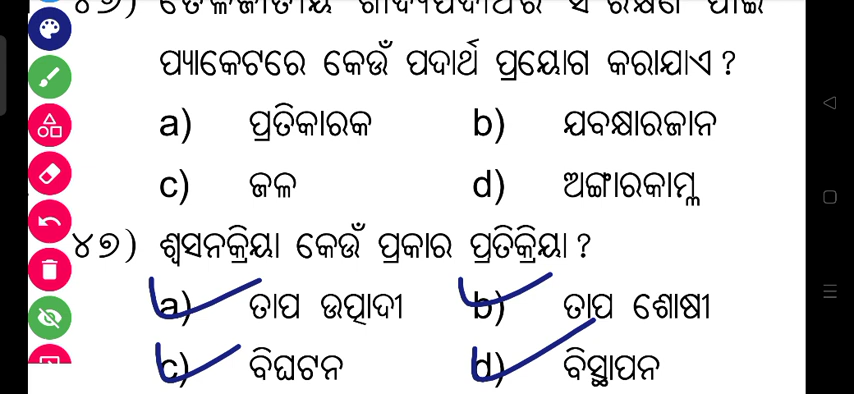 ପ୍ୟାକେଟରେ କେଉଁ ପଦାର୍ଥ ପ୍ରୟୋଗ କରାଯାଏ ?
a) ପ୍ରତିକାରକ b) ଯବକ୍ଷାରଜାନ
c) ଜଳ d) ଅଙ୍ଗାରକାମ୍ଳ
୪୭) ଶ୍ୱସନକ୍ରିୟା କେଉଁ ପ୍ରକାର ପ୍ରତିକ୍ରିୟା ?
a) ତାପ ଉତ୍ପାଦୀ b) ତାପ ଶୋଷୀ
c) ବିଘଟନ d) ବିସ୍ଥାପନ